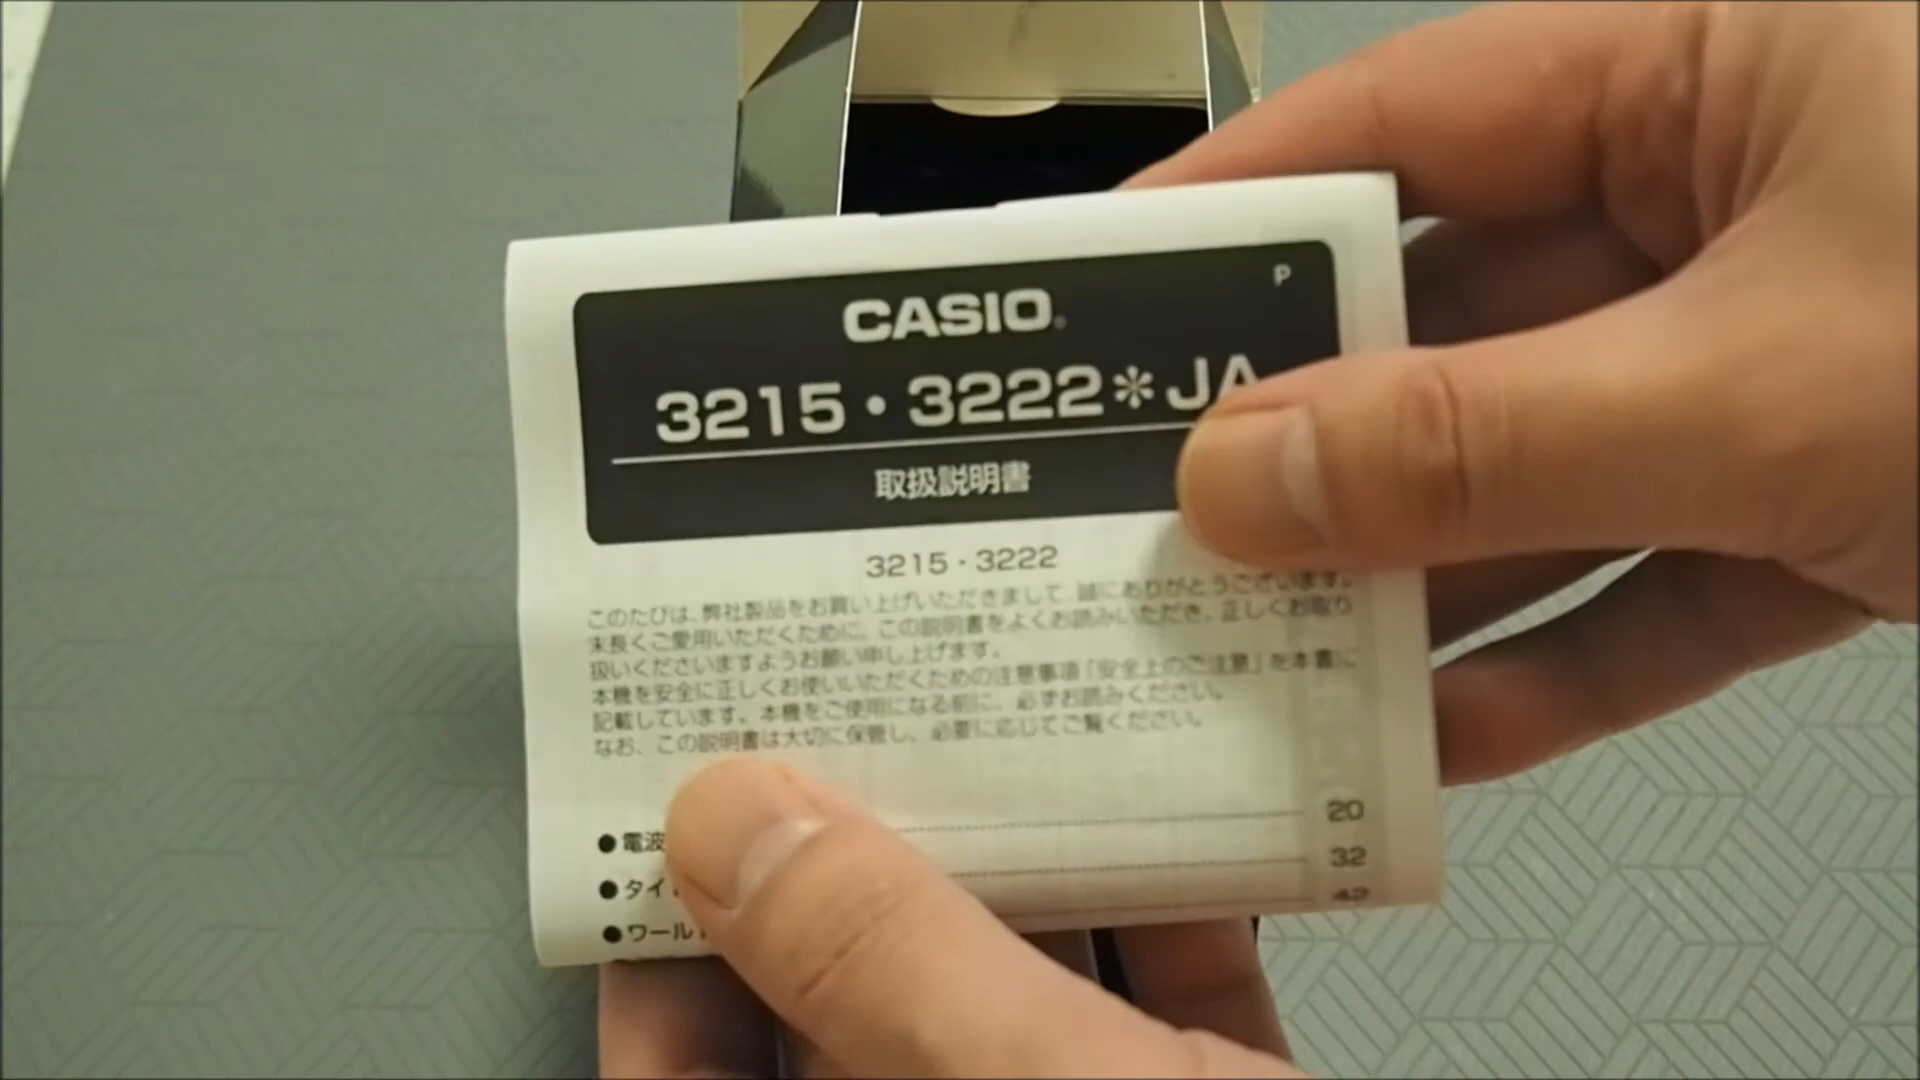 P
CASIO
3215・3222＊JA
取扱説明書
3215・3222
このたびは、弊社製品をお買い上げいただきまして、誠にありがとうございます。
末長くご愛用いただくために、この説明書をよくお読みいただき、正しくお取り
扱いくださいますようお願い申し上げます。
本機を安全に正しくお使いいただくための注意事項「安全上のご注意」を本書に
記載しています。本機をご使用になる前に、必ずお読みください。
なお、この説明書は大切に保管し、必要に応じてご覧ください。
●電波 20
●タイ 32
●ワール 42